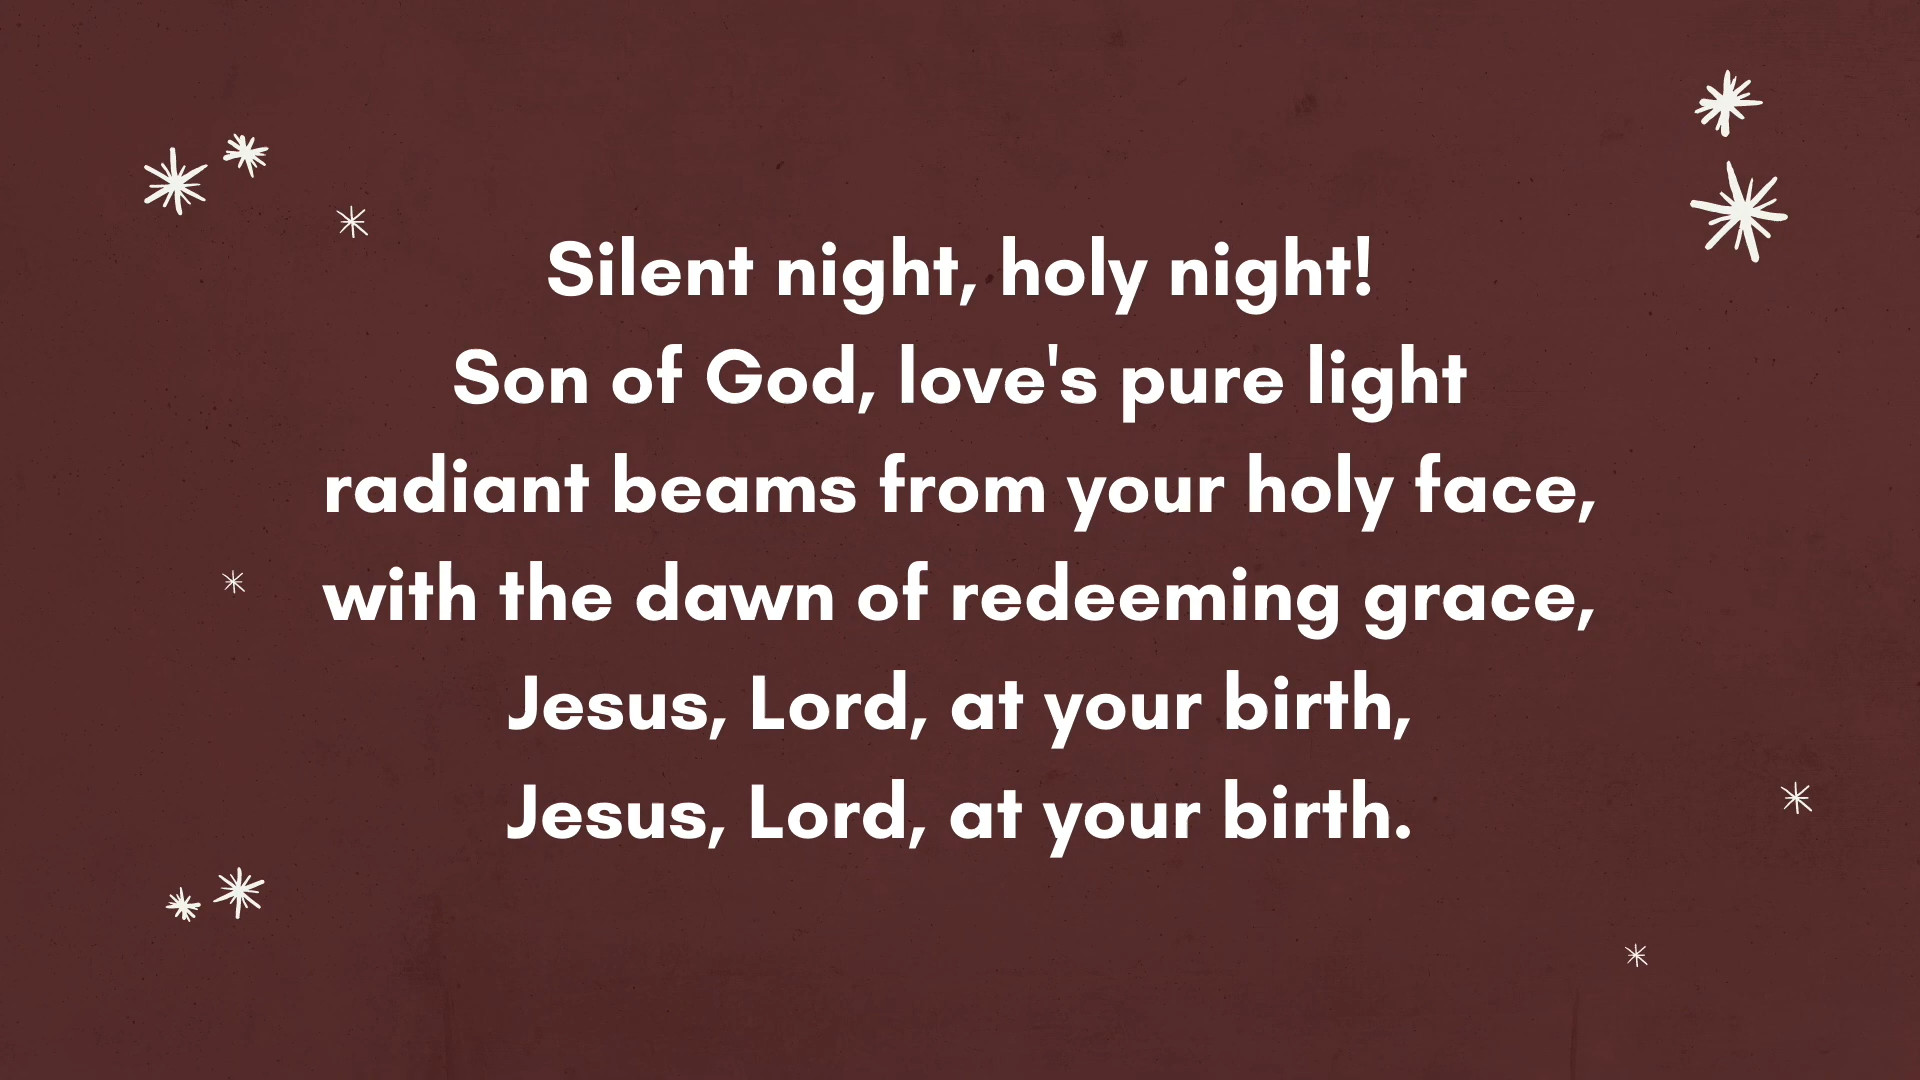 Silent night, holy night!
Son of God, love's pure light
radiant beams from your holy face,
with the dawn of redeeming grace,
Jesus, Lord, at your birth,
Jesus, Lord, at your birth.